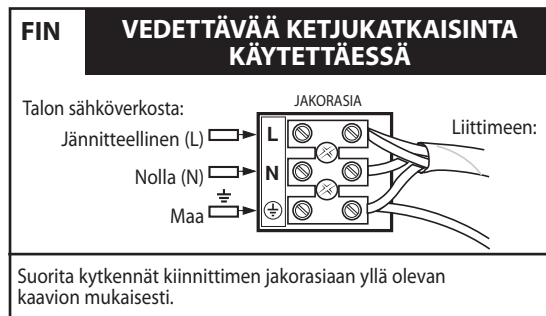 FIN
VEDETTÄVÄÄ KETJUKATKAISINTA
KÄYTETTÄESSÄ
Talon sähköverkosta:
JAKORASIA
Liittimeen:
Jännitteellinen (L)
L
Nolla (N)
N
Maa
Suorita kytkennät kiinnittimen jakorasiaan yllä olevan
kaavion mukaisesti.